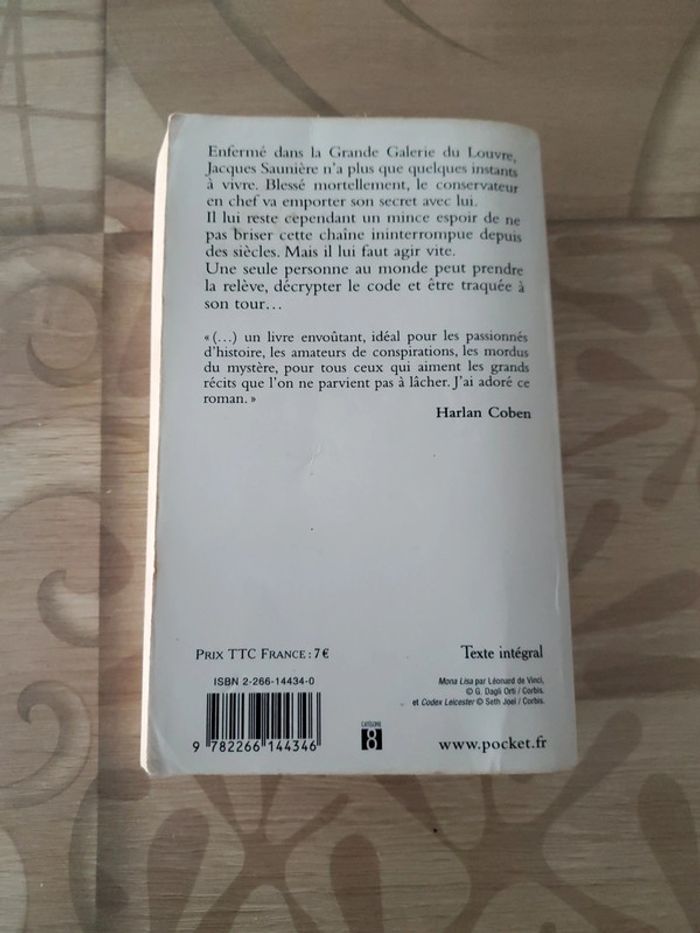 Enfermé dans la Grande Galerie du Louvre,
Jacques Saunière n'a plus que quelques instants
à vivre. Blessé mortellement, le conservateur
en chef va emporter son secret avec lui.
Il lui reste cependant un mince espoir de ne
pas briser cette chaîne ininterrompue depuis
des siècles. Mais il lui faut agir vite.
Une seule personne au monde peut prendre
la relève, décrypter le code et être traquée à
son tour…
« (…) un livre envoûtant, idéal pour les passionnés
d'histoire, les amateurs de conspirations, les mordus
du mystère, pour tous ceux qui aiment les grands
récits que l'on ne parvient pas à lâcher. J'ai adoré ce
roman. »
Harlan Coben
PRIX TTC FRANCE : 7 €
Texte intégral
ISBN 2-266-14434-0
Mona Lisa par Léonard de Vinci,
© G. Dagli Orti / Corbis.
et Codex Leicester © Seth Joel / Corbis.
9 782266 144346
CATÉGORIE
8
www.pocket.fr